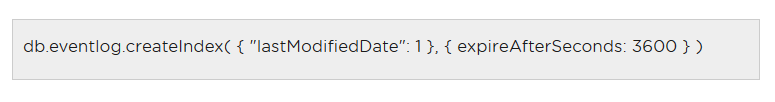 db.eventlog.createIndex( { "lastModifiedDate": 1 }, { expireAfterSeconds: 3600 } )